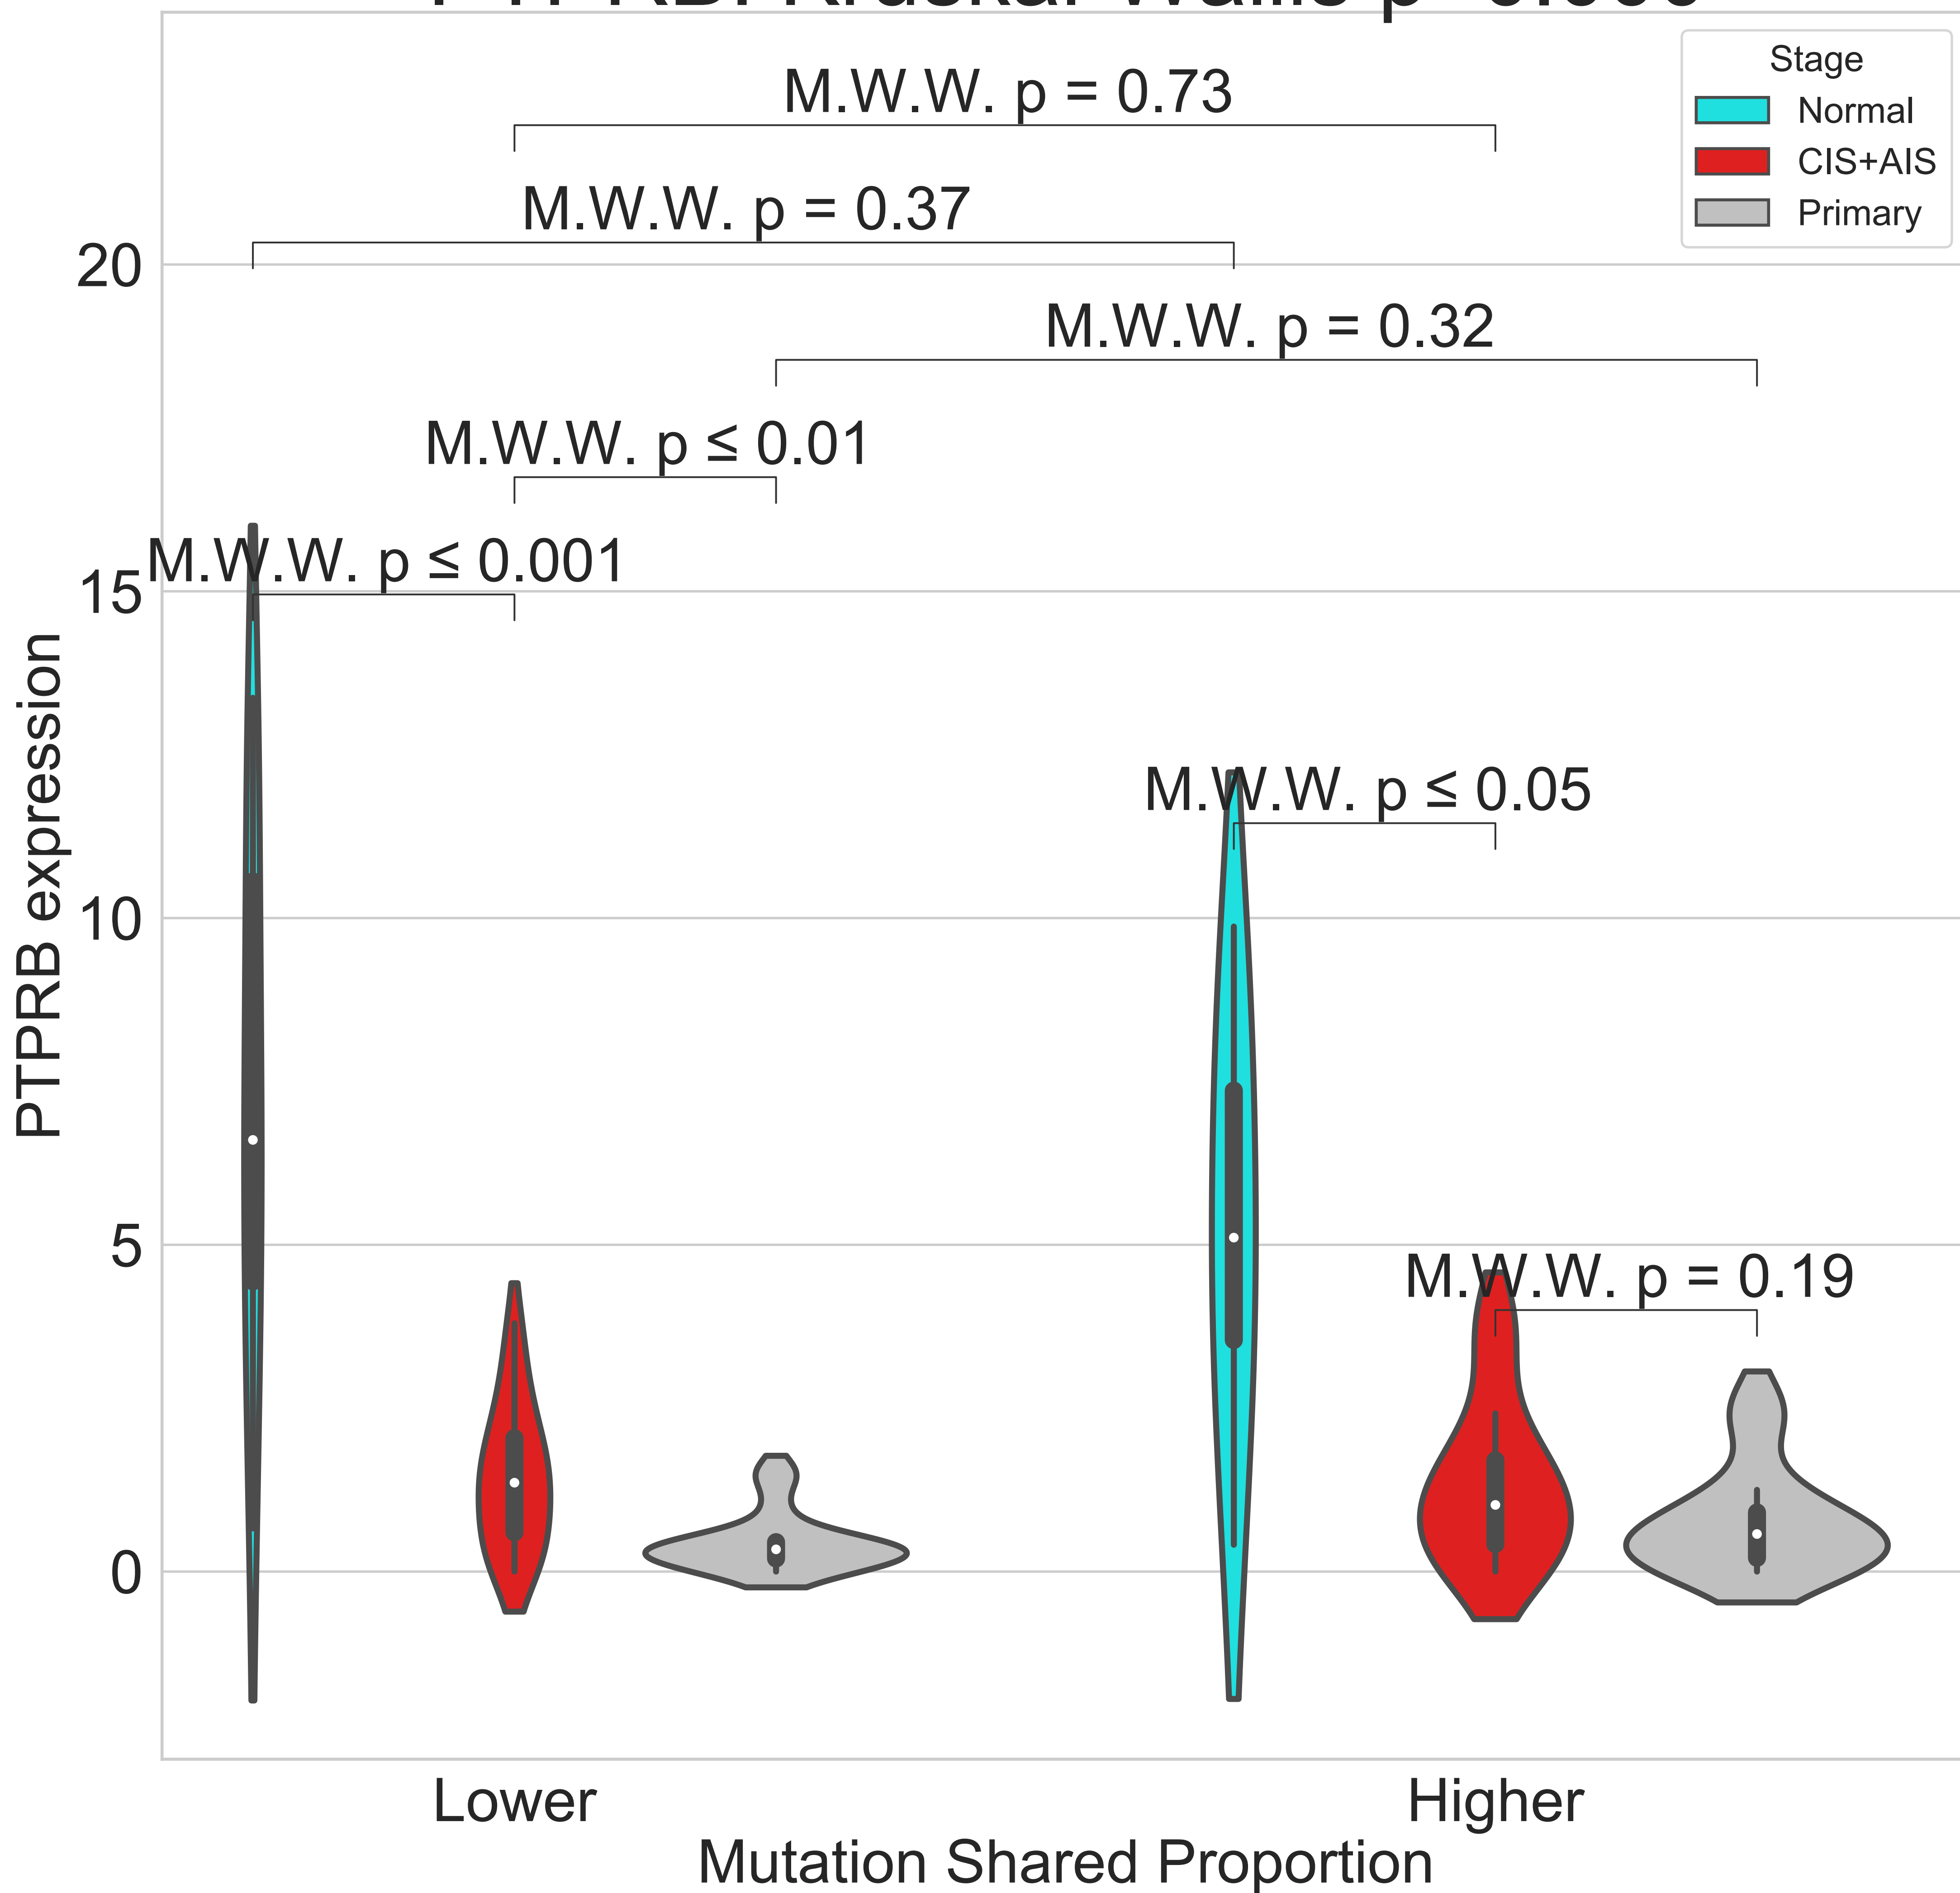 Stage
Normal
CIS+AIS
Primary
M.W.W. p = 0.73
M.W.W. p = 0.37
M.W.W. p = 0.32
M.W.W. p ≤ 0.01
M.W.W. p ≤ 0.001
M.W.W. p ≤ 0.05
M.W.W. p = 0.19
PTPRB expression
20
15
10
5
0
Lower
Higher
Mutation Shared Proportion